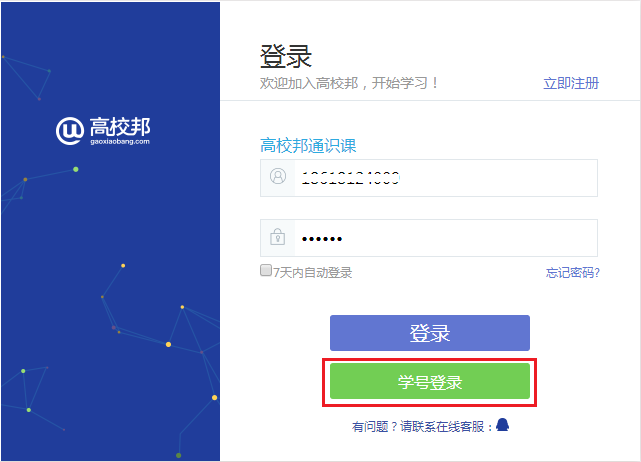 高校邦
gaoxiaobang.com
登录
欢迎加入高校邦，开始学习！
立即注册
高校邦通识课
••••••
7天内自动登录
忘记密码?
登录
学号登录
有问题？请联系在线客服：